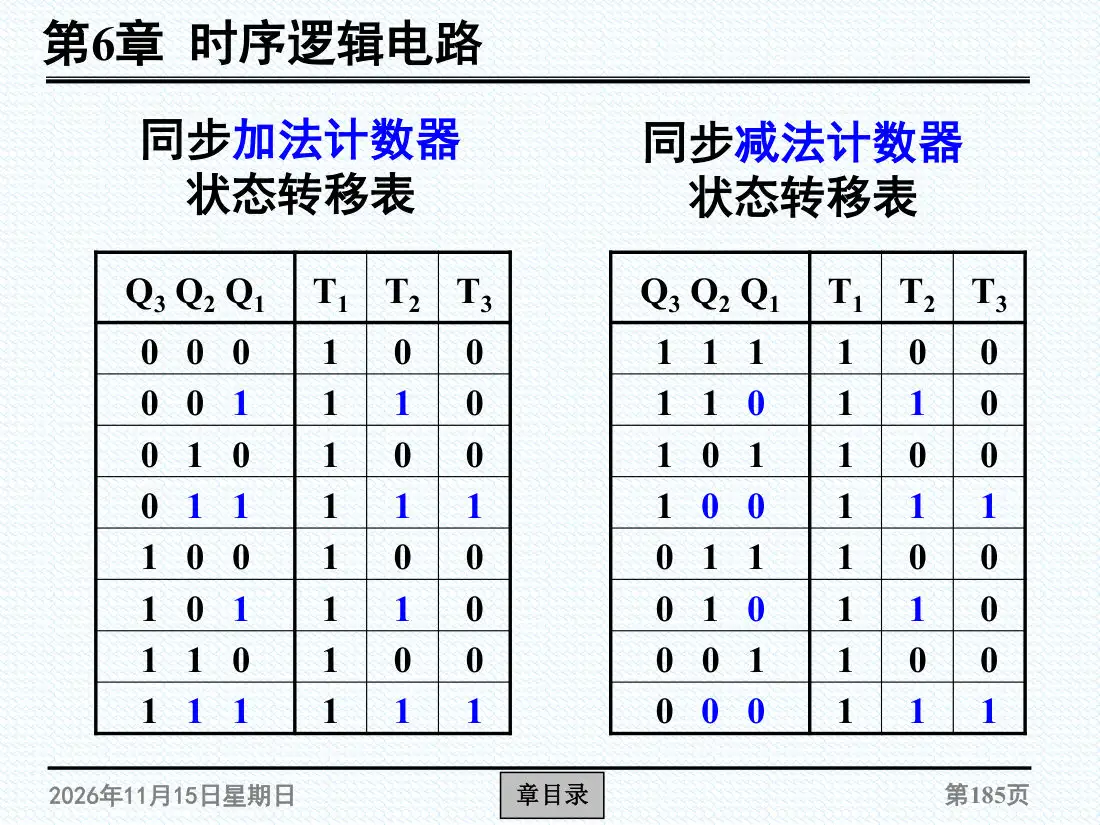 第6章 时序逻辑电路
同步加法计数器
状态转移表
Q3 Q2 Q1 T1 T2 T3
0 0 0 1 0 0
0 0 1 1 1 0
0 1 0 1 0 0
0 1 1 1 1 1
1 0 0 1 0 0
1 0 1 1 1 0
1 1 0 1 0 0
1 1 1 1 1 1
同步减法计数器
状态转移表
Q3 Q2 Q1 T1 T2 T3
1 1 1 1 0 0
1 1 0 1 1 0
1 0 1 1 0 0
1 0 0 1 1 1
0 1 1 1 0 0
0 1 0 1 1 0
0 0 1 1 0 0
0 0 0 1 1 1
2026年11月15日星期日
章目录
第185页